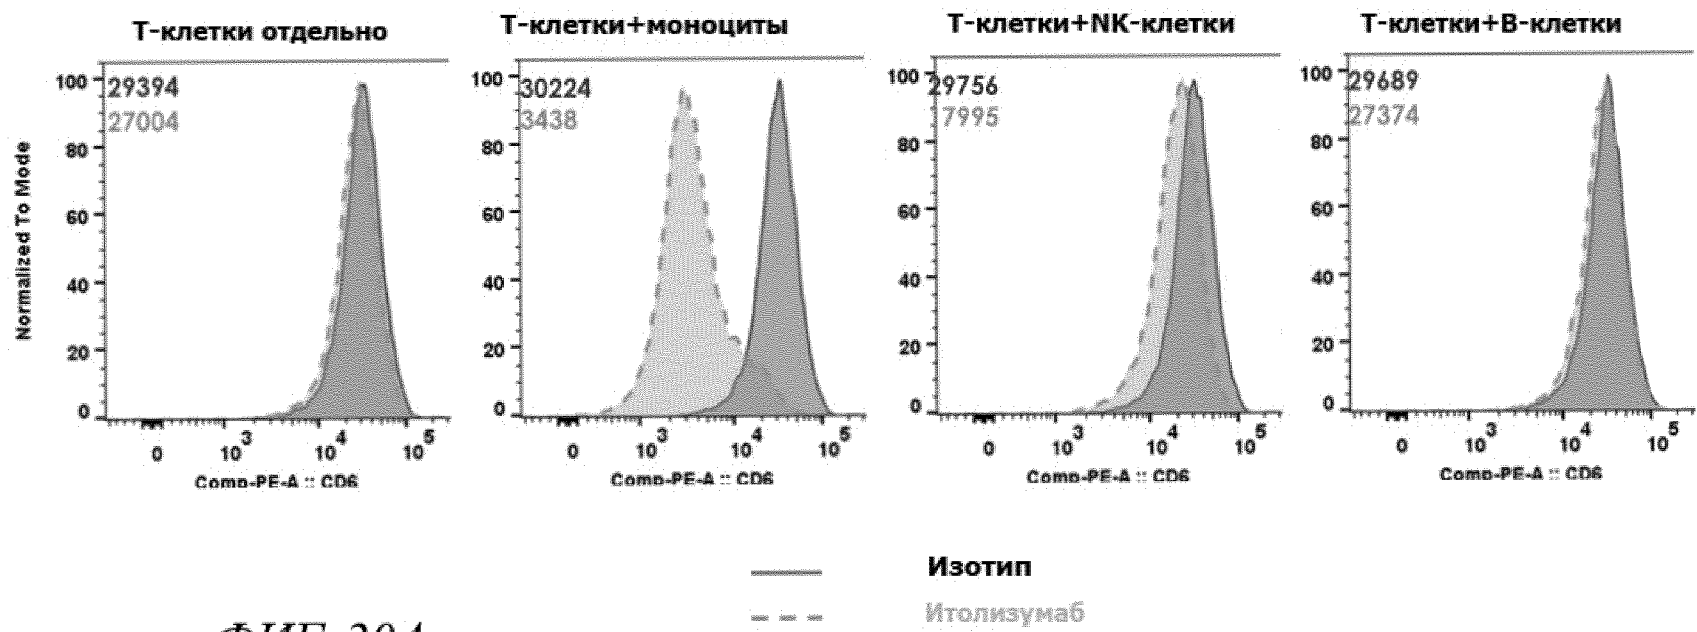 Т-клетки отдельно
Т-клетки+моноциты
Т-клетки+NK-клетки
Т-клетки+В-клетки
Normalized To Mode
100
80
60
40
20
0
29394
27004
0 10^3 10^4 10^5
Comp-PE-A :: CD6
100
80
60
40
20
0
30224
3438
0 10^3 10^4 10^5
Comp-PE-A :: CD6
100
80
60
40
20
0
29756
17995
0 10^3 10^4 10^5
Comp-PE-A :: CD6
100
80
60
40
20
0
29689
27374
0 10^3 10^4 10^5
Comp-PE-A :: CD6
Изотип
Итолизумаб